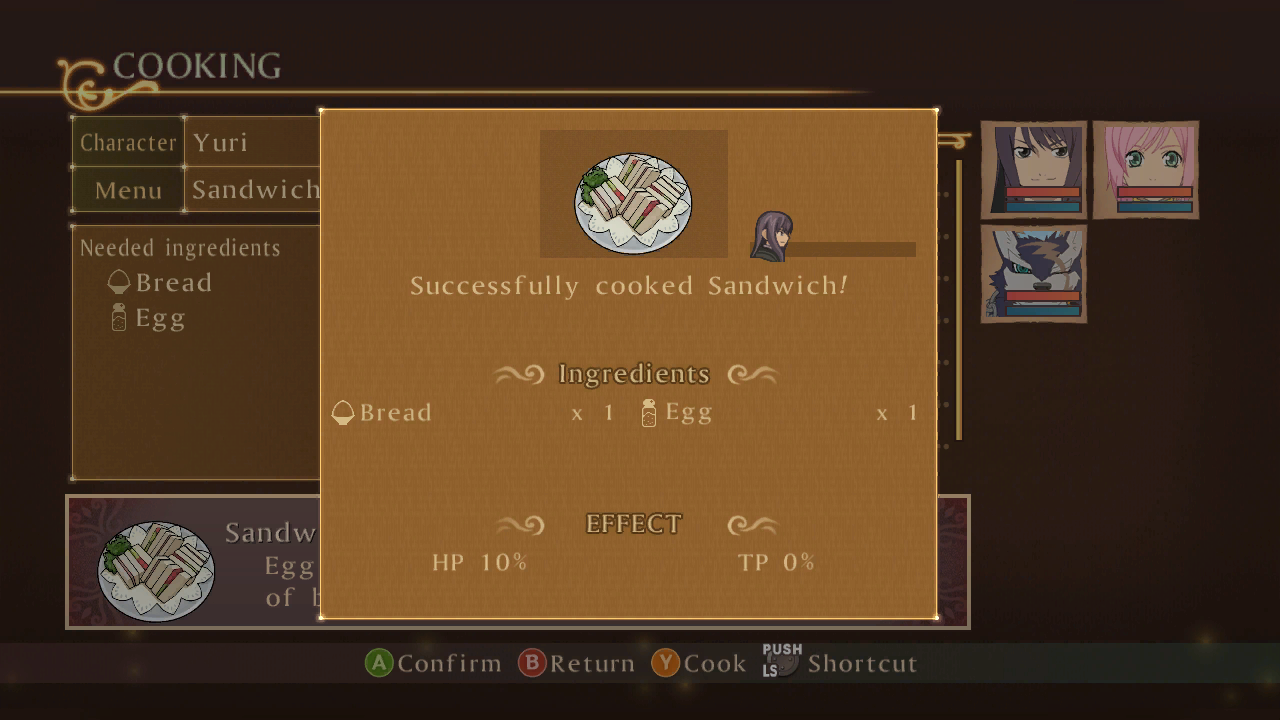 COOKING
Character Yuri
Menu Sandwich
Needed ingredients
Bread
Egg
Successfully cooked Sandwich!
Ingredients
Bread x 1 Egg x 1
EFFECT
HP 10% TP 0%
Sandw
Egg
of b
A Confirm B Return Y Cook PUSH LS Shortcut